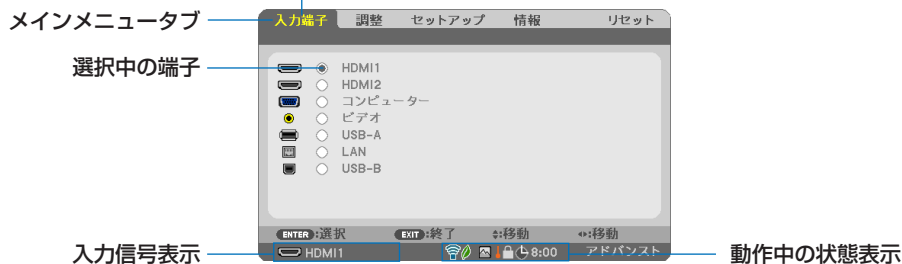 メインメニュータブ
入力端子 調整 セットアップ 情報 リセット
選択中の端子
HDMI1
HDMI2
コンピューター
ビデオ
USB-A
LAN
USB-B
ENTER:選択 EXIT:終了 :移動 :移動
入力信号表示
HDMI1 8:00 アドバンスト
動作中の状態表示